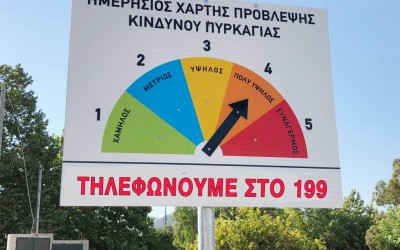 ΗΜΕΡΗΣΙΟΣ ΧΑΡΤΗΣ ΠΡΟΒΛΕΨΗΣ
ΚΙΝΔΥΝΟΥ ΠΥΡΚΑΓΙΑΣ
1
ΧΑΜΗΛΟΣ
2
ΜΕΤΡΙΟΣ
3
ΥΨΗΛΟΣ
4
ΠΟΛΥ ΥΨΗΛΟΣ
5
ΣΥΝΑΓΕΡΜΟΣ
ΤΗΛΕΦΩΝΟΥΜΕ ΣΤΟ 199